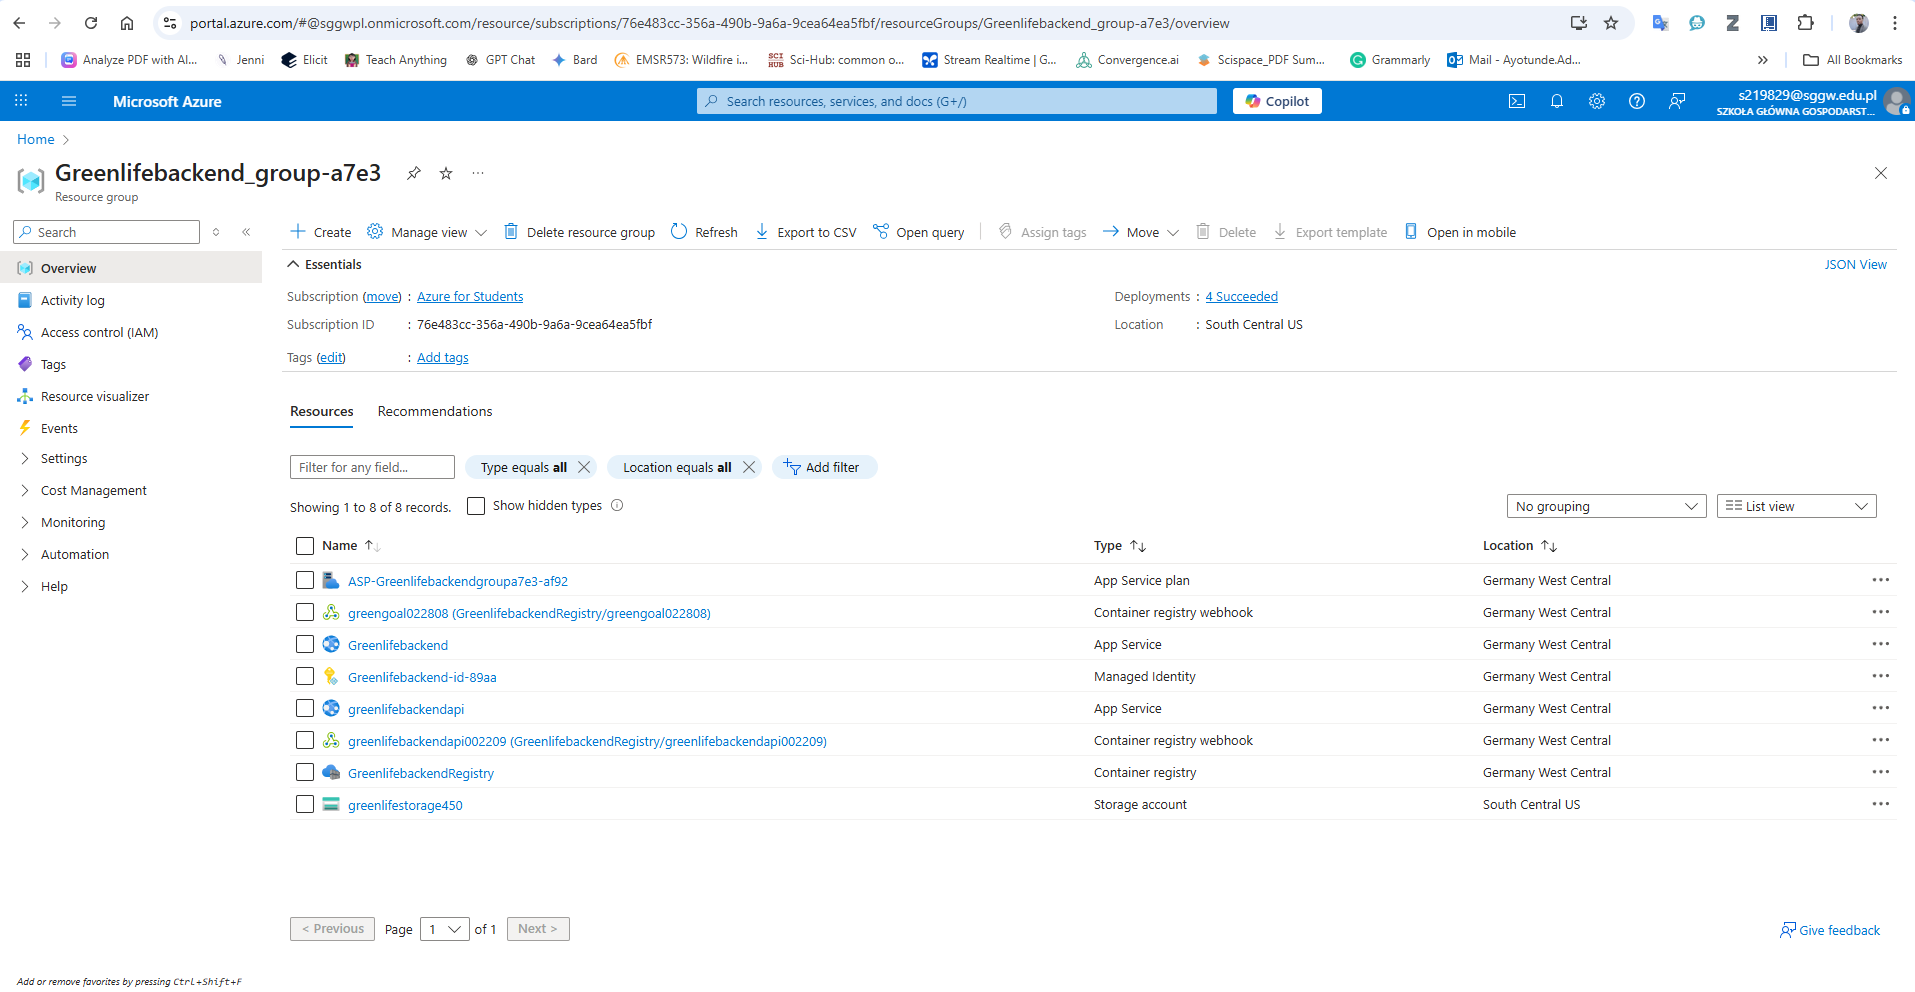 portal.azure.com/#@sggwpl.onmicrosoft.com/resource/subscriptions/76e483cc-356a-490b-9a6a-9cea64ea5fbf/resourceGroups/Greenlifebackend_group-a7e3/overview
Analyze PDF with AI... Jenni Elicit Teach Anything GPT Chat Bard EMSR573: Wildfire i... SCI HUB Sci-Hub: common o... Stream Realtime | G... Convergence.ai Scispace_PDF Sum... Grammarly Mail - Ayotunde.Ad... » All Bookmarks
Microsoft Azure Search resources, services, and docs (G+/) Copilot s219829@sggw.edu.pl
SZKOŁA GŁÓWNA GOSPODARST...
Home >
Greenlifebackend_group-a7e3 ...
Resource group
Search «
Create Manage view Delete resource group Refresh Export to CSV Open query Assign tags Move Delete Export template Open in mobile
Overview
Activity log
Access control (IAM)
Tags
Resource visualizer
Events
Settings
Cost Management
Monitoring
Automation
Help
Essentials JSON View
Subscription (move) : Azure for Students Deployments : 4 Succeeded
Subscription ID : 76e483cc-356a-490b-9a6a-9cea64ea5fbf Location : South Central US
Tags (edit) : Add tags
Resources Recommendations
Filter for any field... Type equals all Location equals all Add filter
Showing 1 to 8 of 8 records. Show hidden types No grouping List view
Name ↑↓ Type ↑↓ Location ↑↓
ASP-Greenlifebackendgroupa7e3-af92 App Service plan Germany West Central ...
greengoal022808 (GreenlifebackendRegistry/greengoal022808) Container registry webhook Germany West Central ...
Greenlifebackend App Service Germany West Central ...
Greenlifebackend-id-89aa Managed Identity Germany West Central ...
greenlifebackendapi App Service Germany West Central ...
greenlifebackendapi002209 (GreenlifebackendRegistry/greenlifebackendapi002209) Container registry webhook Germany West Central ...
GreenlifebackendRegistry Container registry Germany West Central ...
greenlifestorage450 Storage account South Central US ...
< Previous Page 1 of 1 Next > Give feedback
Add or remove favorites by pressing Ctrl+Shift+F